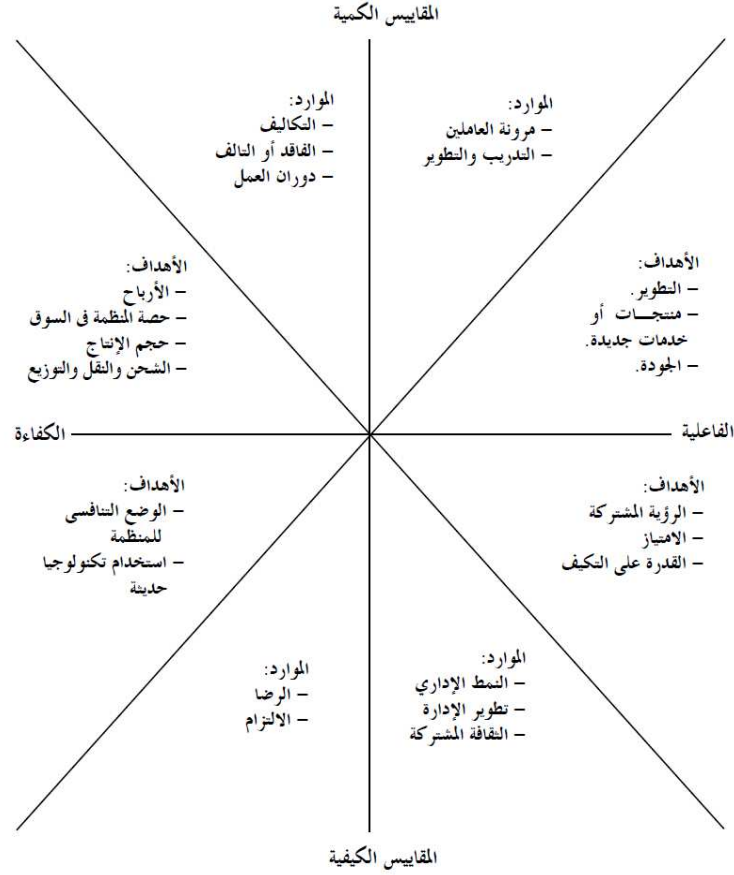 المقاييس الكمية
الموارد:
– مرونة العاملين
– التدريب والتطوير
الموارد:
– التكاليف
– الفاقد أو التالف
– دوران العمل
الأهداف:
– التطوير.
– منتجـــات أو
خدمات جديدة.
– الجودة.
الأهداف:
– الأرباح
– حصة المنظمة فى السوق
– حجم الإنتاج
– الشحن والنقل والتوزيع
الفاعلية
الكفاءة
الأهداف:
– الرؤية المشتركة
– الامتياز
– القدرة على التكيف
الأهداف:
– الوضع التنافسى
للمنظمة
– استخدام تكنولوجيا
حديثة
الموارد:
– النمط الإداري
– تطوير الإدارة
– الثقافة المشتركة
الموارد:
– الرضا
– الالتزام
المقاييس الكيفية